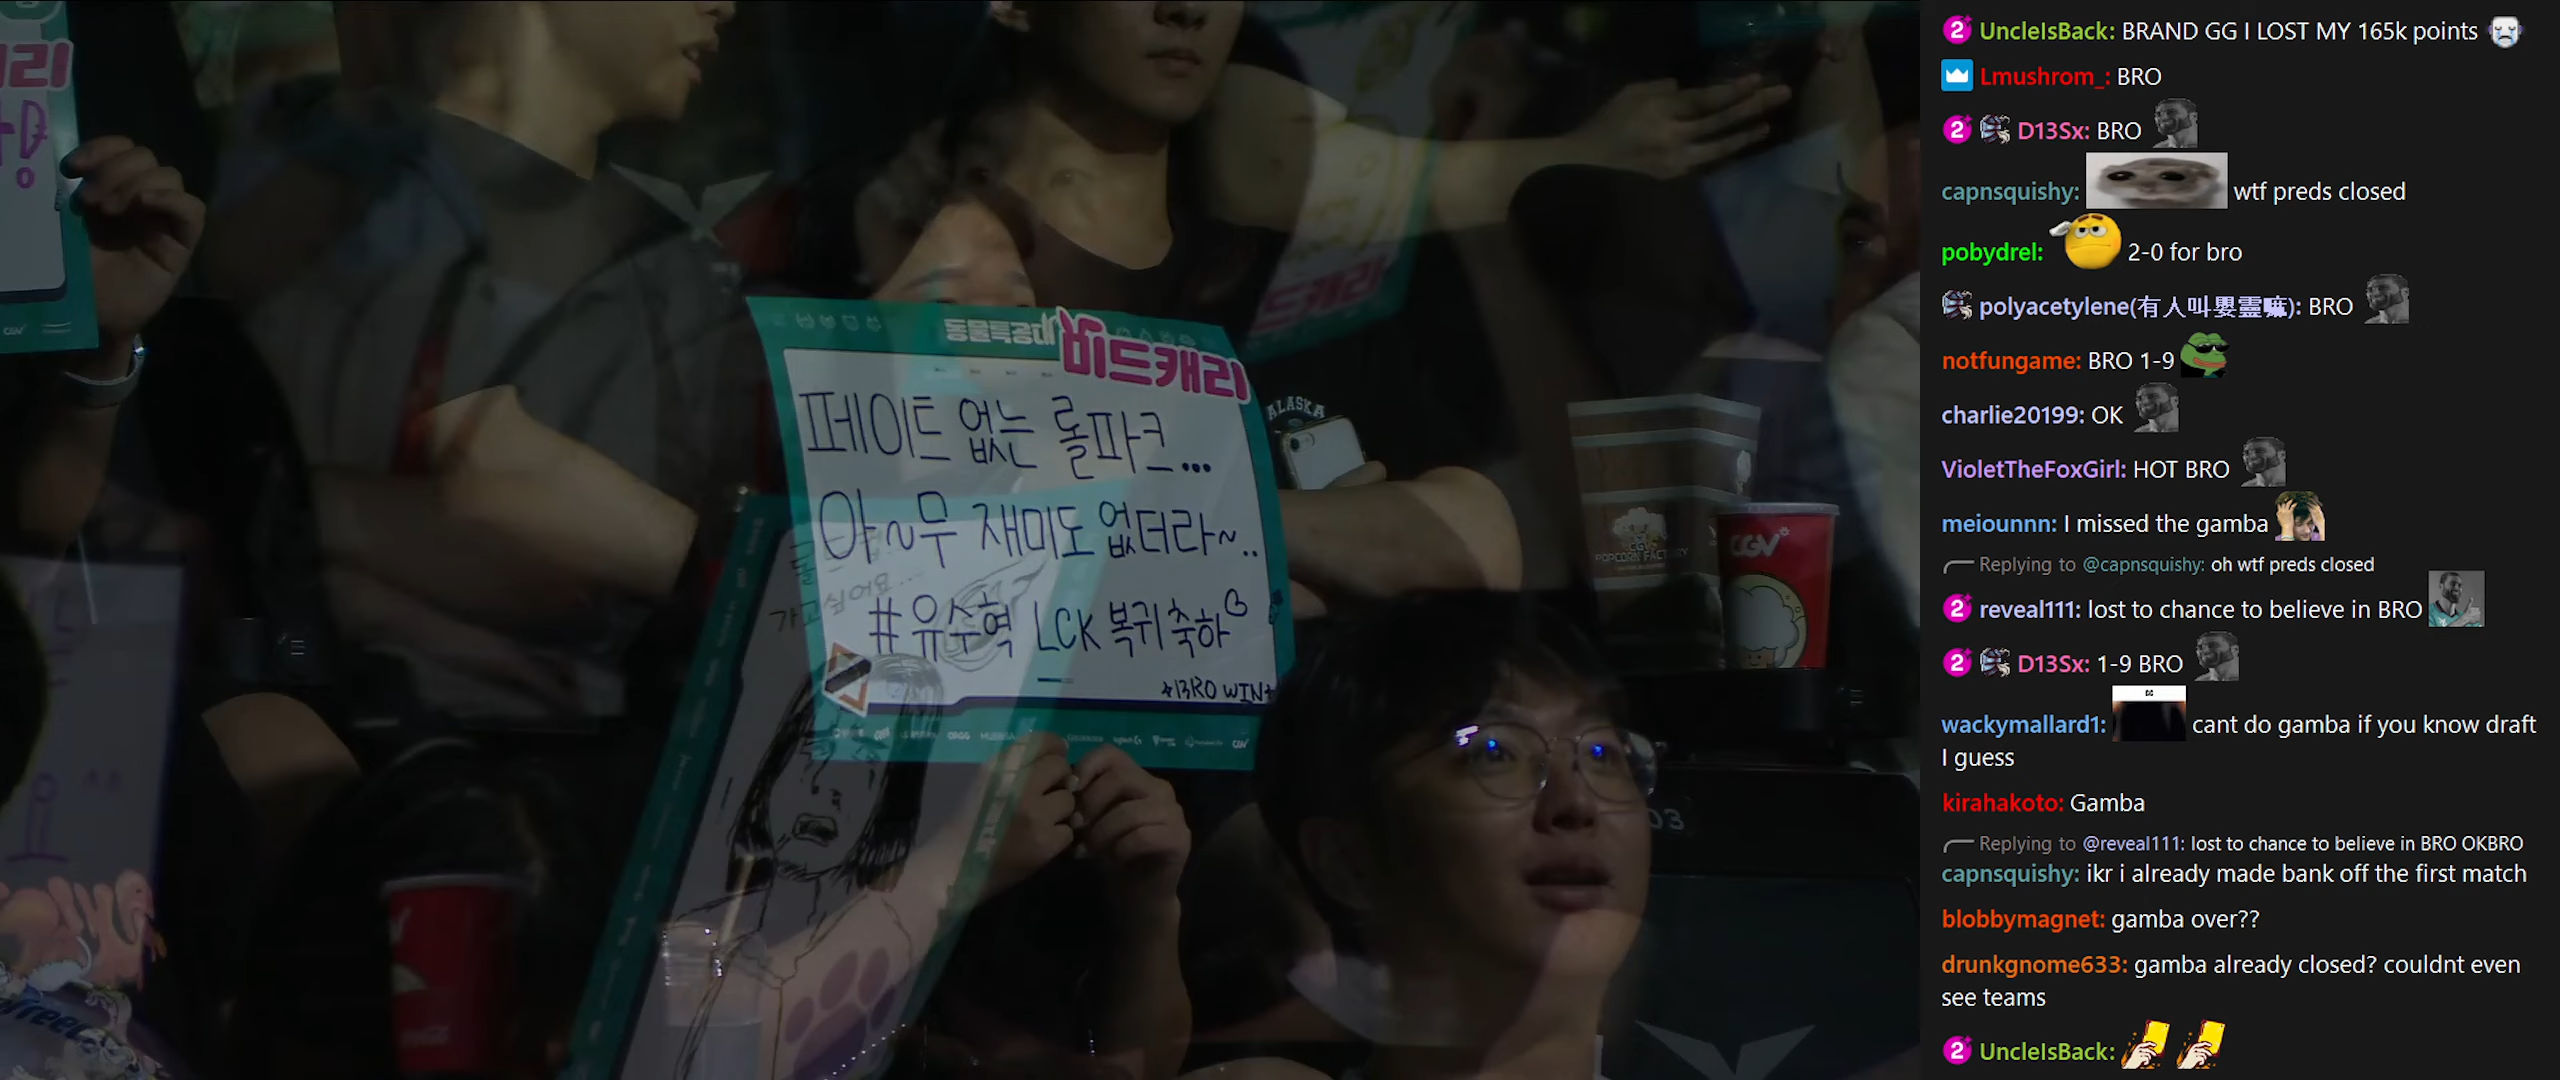 동물특공대 미드캐리
페이트 없는 롤파크...
아~무 재미도 없더라~..
#유수혁 LCK 복귀축하
*BRO WIN*
가고싶어요...
ALASKA
POPCORN FACTORY
CGV
CGV
03
UncleIsBack: BRAND GG I LOST MY 165k points
Lmushrom_: BRO
D13Sx: BRO
capnsquishy: wtf preds closed
pobydrel: 2-0 for bro
polyacetylene(有人叫嬰靈嘛): BRO
notfungame: BRO 1-9
charlie20199: OK
VioletTheFoxGirl: HOT BRO
meiounnn: I missed the gamba
Replying to @capnsquishy: oh wtf preds closed
reveal111: lost to chance to believe in BRO
D13Sx: 1-9 BRO
wackymallard1: cant do gamba if you know draft
I guess
kirahakoto: Gamba
Replying to @reveal111: lost to chance to believe in BRO OKBRO
capnsquishy: ikr i already made bank off the first match
blobbymagnet: gamba over??
drunkgnome633: gamba already closed? couldnt even
see teams
UncleIsBack: